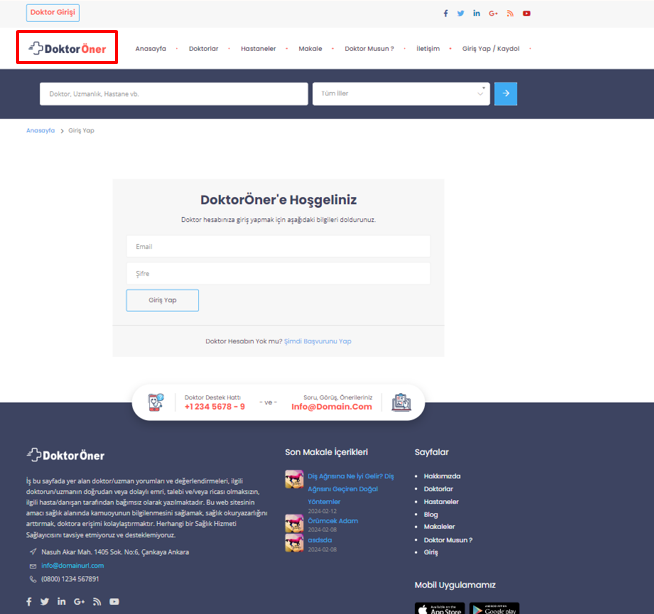 Doktor Girişi
DoktorÖner
Anasayfa
Doktorlar
Hastaneler
Makale
Doktor Musun ?
İletişim
Giriş Yap / Kaydol
Doktor, Uzmanlık, Hastane vb.
Tüm İller
Anasayfa > Giriş Yap
DoktorÖner'e Hoşgeliniz
Doktor hesabınıza giriş yapmak için aşağıdaki bilgileri doldurunuz.
Email
Şifre
Giriş Yap
Doktor Hesabın Yok mu? Şimdi Başvurunu Yap
Doktor Destek Hattı
+1 234 5678 - 9
- ve -
Soru, Görüş, Önerileriniz
Info@Domain.Com
DoktorÖner
İş bu sayfada yer alan doktor/uzman yorumları ve değerlendirmeleri, ilgili
doktorun/uzmanın doğrudan veya dolaylı emri, talebi ve/veya ricası olmaksızın,
ilgili hasta/danışan tarafından bağımsız olarak yazılmaktadır. Bu web sitesinin
amacı sağlık alanında kamuoyunun bilgilenmesini sağlamak, sağlık okuryazarlığını
arttırmak, doktora erişimi kolaylaştırmaktır. Herhangi bir Sağlık Hizmeti
Sağlayıcısını tavsiye etmiyoruz ve desteklemiyoruz.
Nasuh Akar Mah. 1405 Sok. No:6, Çankaya Ankara
info@domainurl.com
(0800) 1234 567891
Son Makale İçerikleri
Diş Ağrısına Ne İyi Gelir? Diş
Ağrısını Geçiren Doğal
Yöntemler
2024-02-12
Örümcek Adam
2024-02-08
asdsda
2024-02-08
Sayfalar
Hakkımızda
Doktorlar
Hastaneler
Blog
Makaleler
Doktor Musun ?
Giriş
Mobil Uygulamamız
App Store
Google play